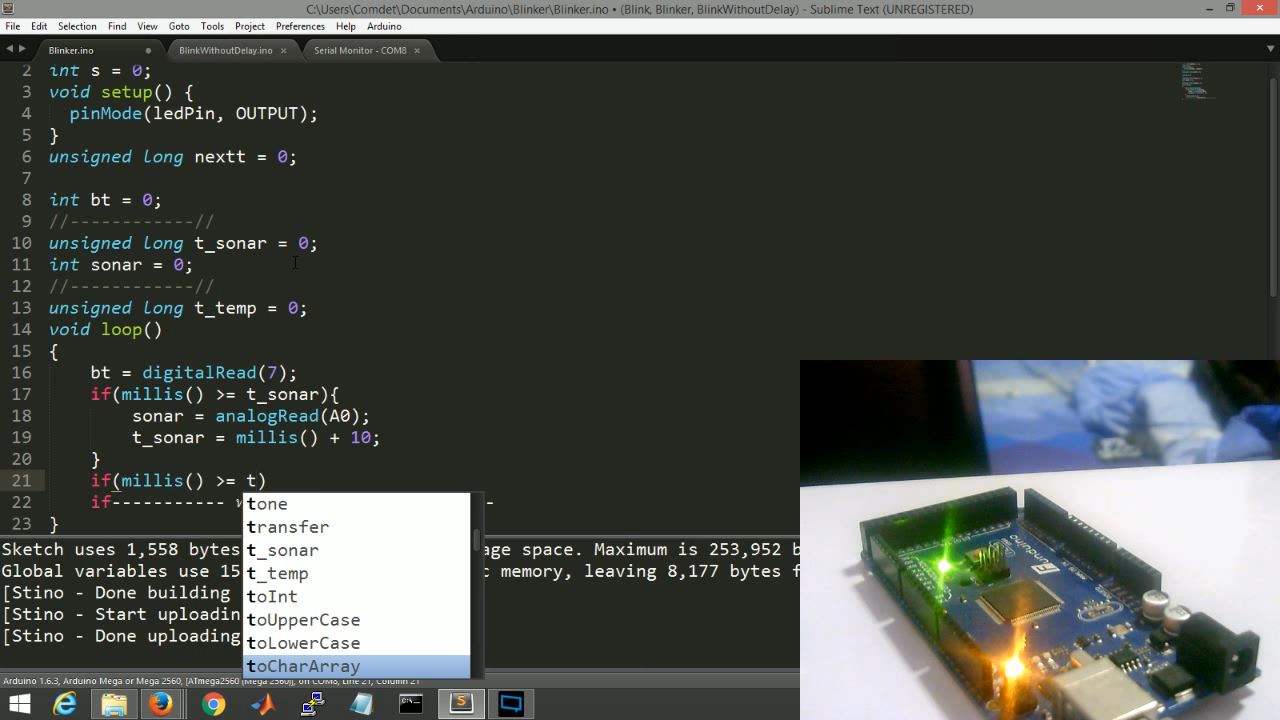 C:\Users\Comdet\Documents\Arduino\Blinker\Blinker.ino • (Blink, Blinker, BlinkWithoutDelay) - Sublime Text (UNREGISTERED)
File Edit Selection Find View Goto Tools Project Preferences Help Arduino
Blinker.ino BlinkWithoutDelay.ino Serial Monitor - COM8
2 int s = 0;
3 void setup() {
4 pinMode(ledPin, OUTPUT);
5 }
6 unsigned long nextt = 0;
7
8 int bt = 0;
9 //------------//
10 unsigned long t_sonar = 0;
11 int sonar = 0;
12 //------------//
13 unsigned long t_temp = 0;
14 void loop()
15 {
16 bt = digitalRead(7);
17 if(millis() >= t_sonar){
18 sonar = analogRead(A0);
19 t_sonar = millis() + 10;
20 }
21 if(millis() >= t)
22 if----------- -
23 }
tone
transfer
t_sonar
t_temp
toInt
toUpperCase
toLowerCase
toCharArray
Sketch uses 1,558 bytes age space. Maximum is 253,952 b
Global variables use 15 c memory, leaving 8,177 bytes f
[Stino - Done building
[Stino - Start uploadin
[Stino - Done uploading
Arduino 1.6.3, Arduino Mega or Mega 2560, [ATmega2560 (Mega 2560)], on COM8, Line 21, Column 21
Funduino